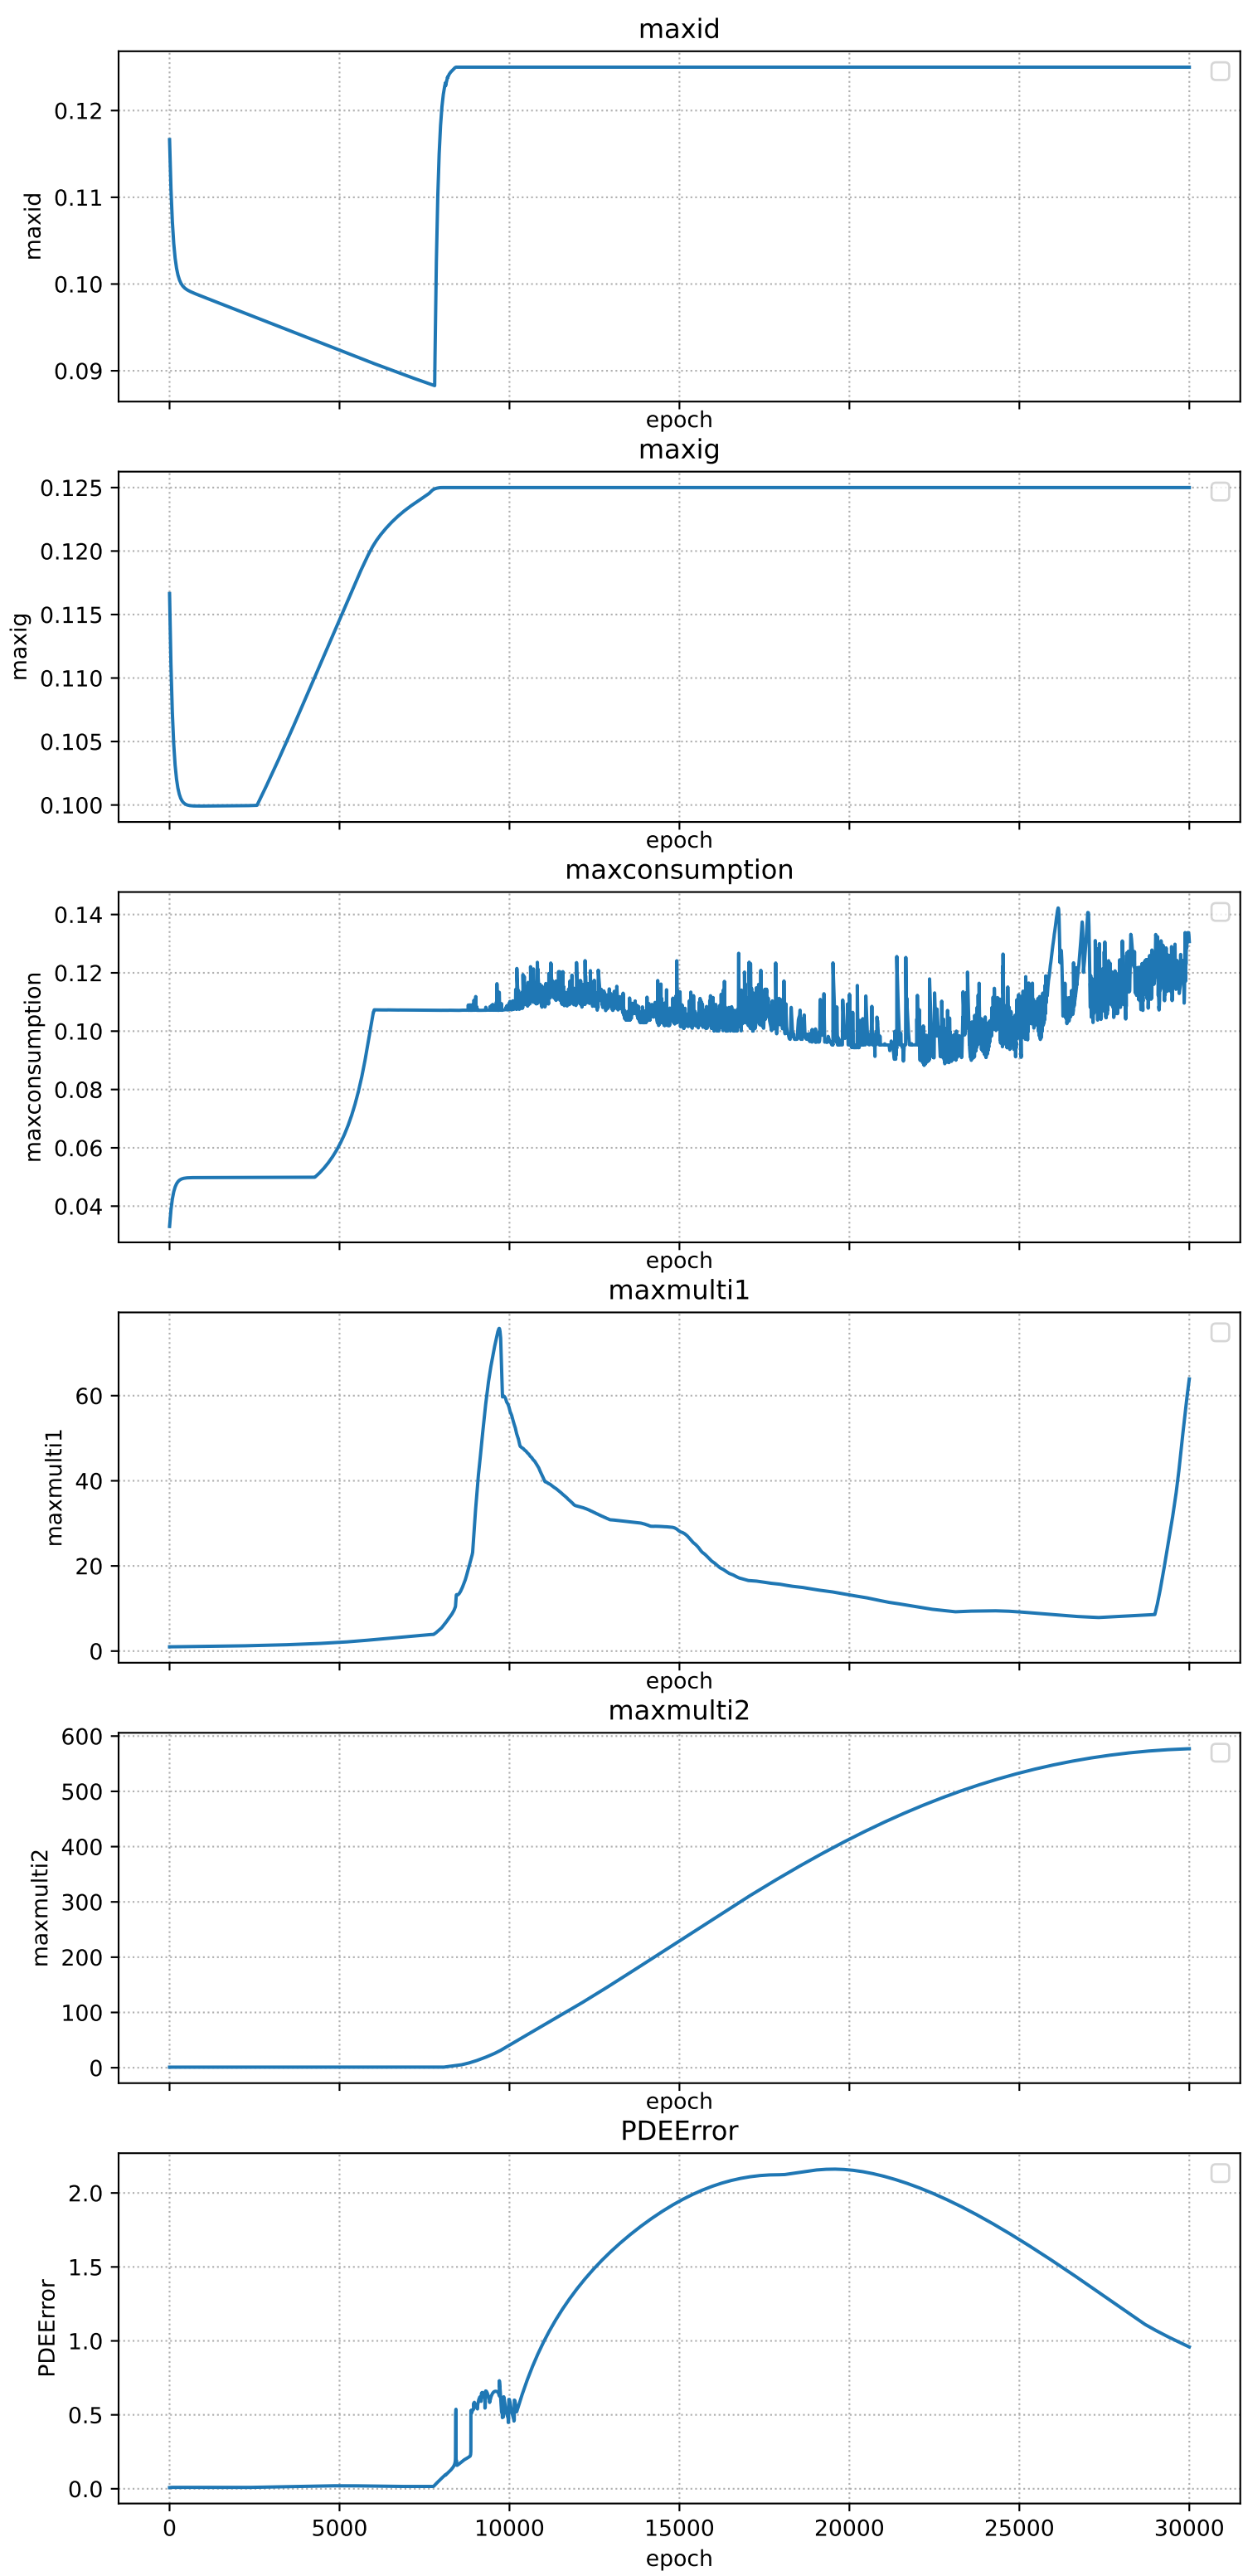 maxid
0.12
0.11
0.10
0.09
maxid
epoch
maxig
0.125
0.120
0.115
0.110
0.105
0.100
maxig
epoch
maxconsumption
0.14
0.12
0.10
0.08
0.06
0.04
maxconsumption
epoch
maxmulti1
60
40
20
0
maxmulti1
epoch
maxmulti2
600
500
400
300
200
100
0
maxmulti2
epoch
PDEError
2.0
1.5
1.0
0.5
0.0
PDEError
0 5000 10000 15000 20000 25000 30000
epoch